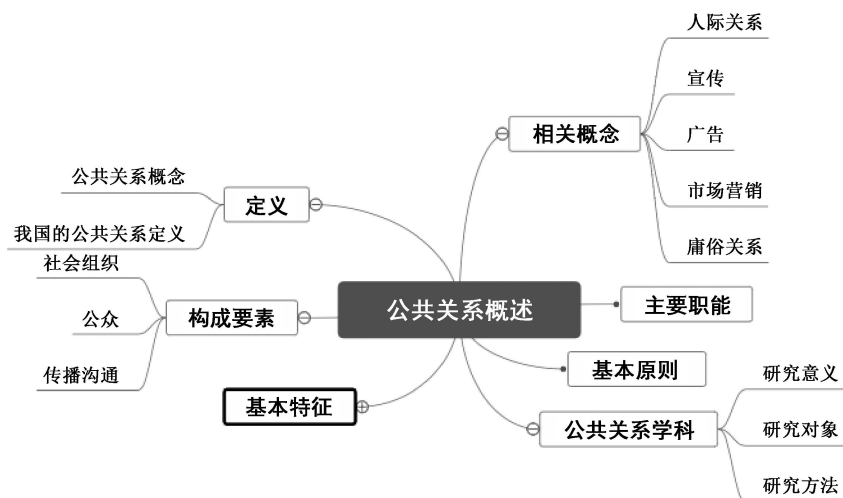 人际关系
宣传
相关概念
广告
公共关系概念
市场营销
定义
我国的公共关系定义
庸俗关系
社会组织
公共关系概述
主要职能
公众
构成要素
传播沟通
基本原则
研究意义
基本特征
公共关系学科
研究对象
研究方法